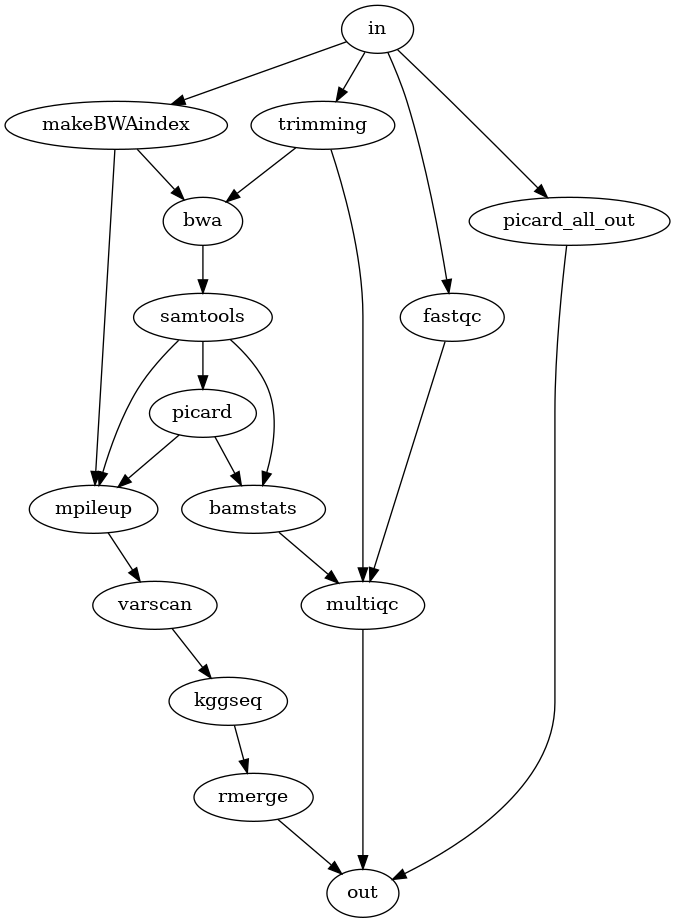 in
makeBWAindex
trimming
bwa
picard_all_out
samtools
fastqc
picard
mpileup
bamstats
varscan
multiqc
kggseq
rmerge
out